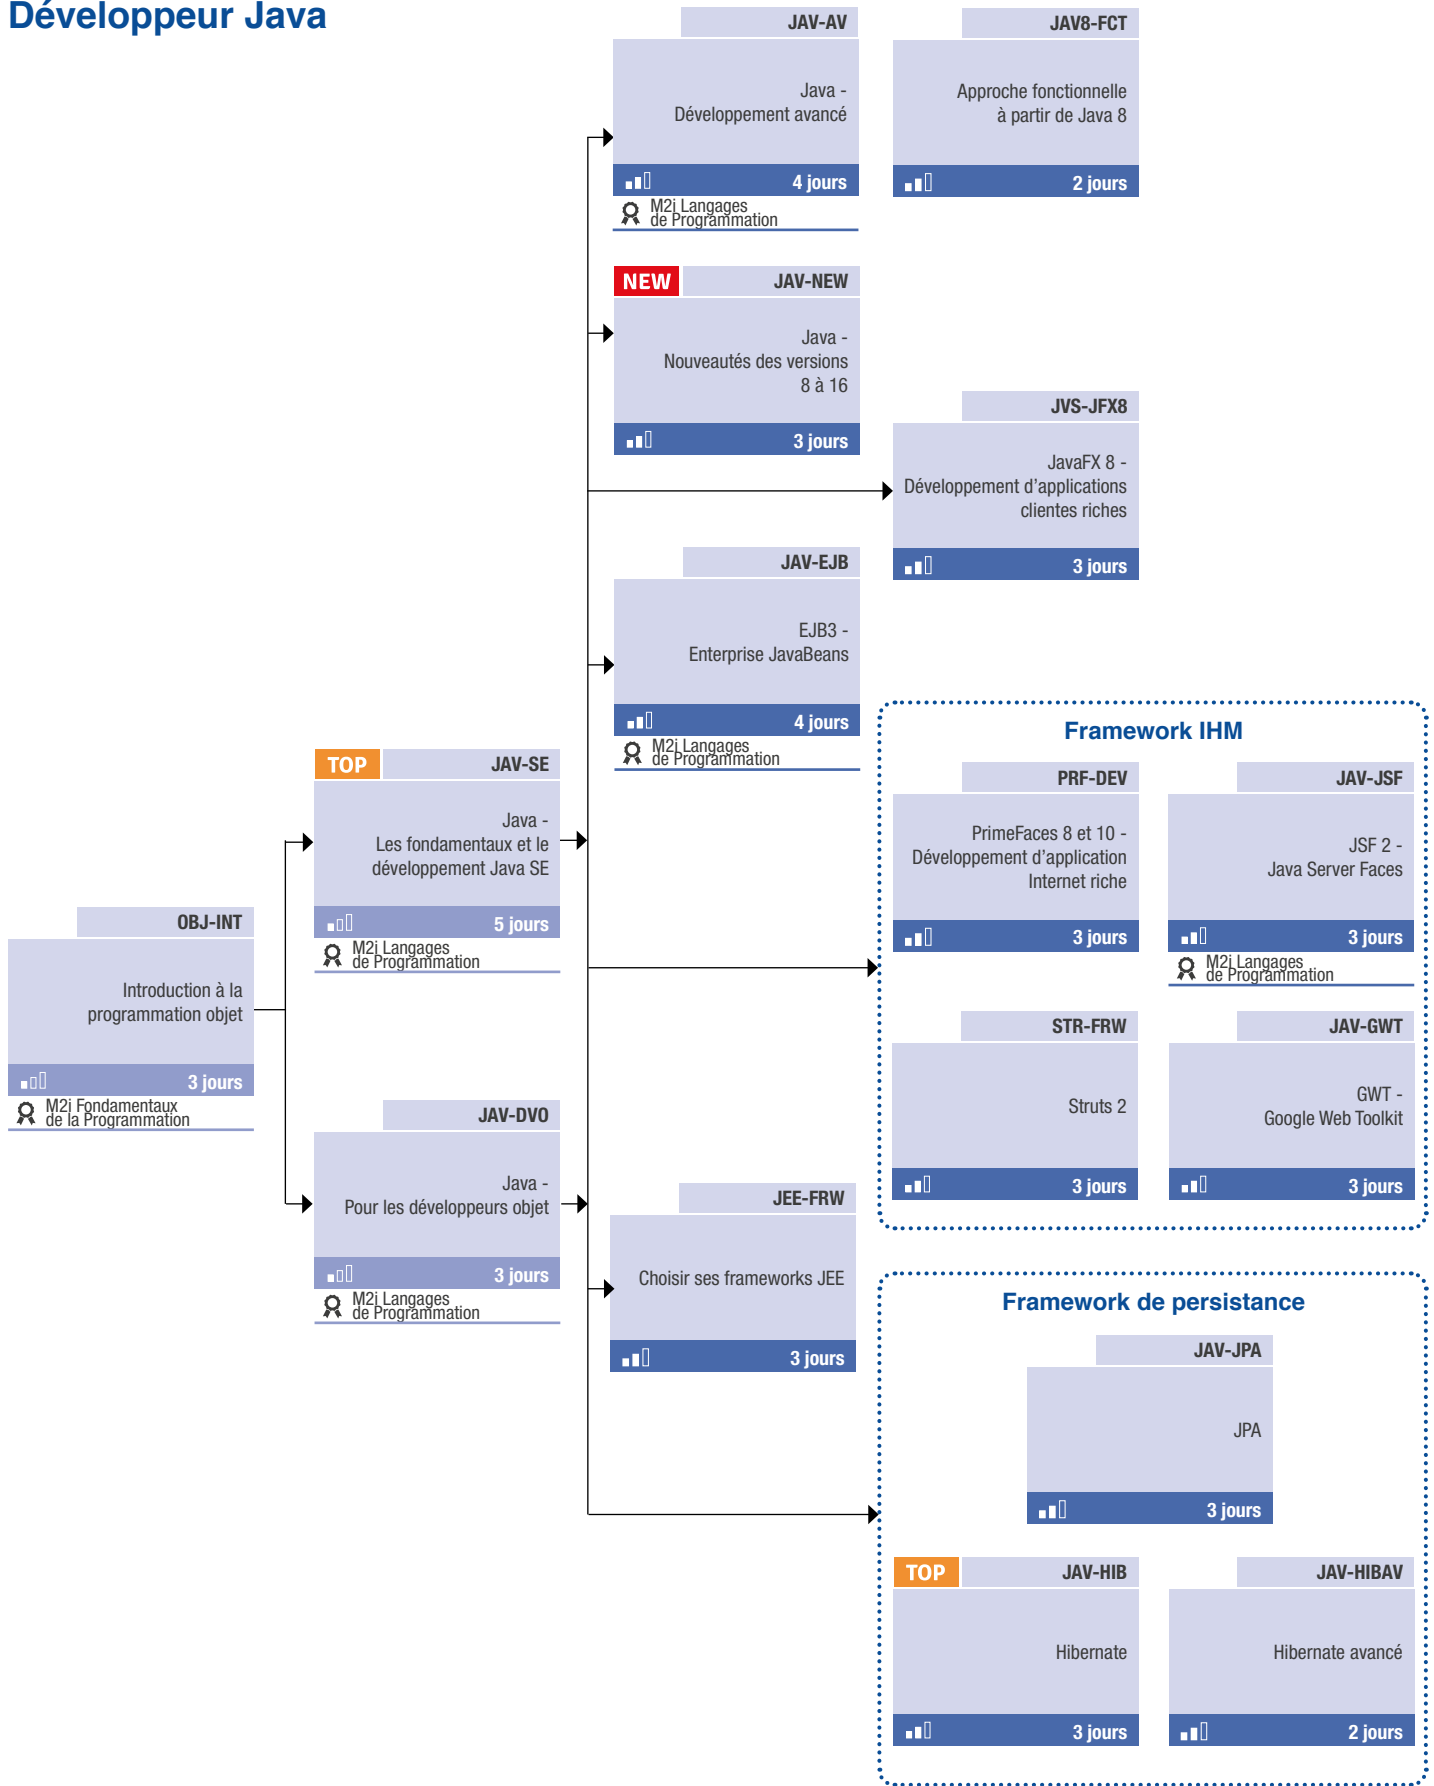 Développeur Java
JAV-AV
Java -
Développement avancé
4 jours
M2i Langages
de Programmation
JAV8-FCT
Approche fonctionnelle
à partir de Java 8
2 jours
NEW
JAV-NEW
Java -
Nouveautés des versions
8 à 16
3 jours
JVS-JFX8
JavaFX 8 -
Développement d'applications
clientes riches
3 jours
JAV-EJB
EJB3 -
Enterprise JavaBeans
4 jours
M2i Langages
de Programmation
TOP
JAV-SE
Java -
Les fondamentaux et le
développement Java SE
5 jours
M2i Langages
de Programmation
OBJ-INT
Introduction à la
programmation objet
3 jours
M2i Fondamentaux
de la Programmation
JAV-DVO
Java -
Pour les développeurs objet
3 jours
M2i Langages
de Programmation
JEE-FRW
Choisir ses frameworks JEE
3 jours
Framework IHM
PRF-DEV
PrimeFaces 8 et 10 -
Développement d'application
Internet riche
3 jours
JAV-JSF
JSF 2 -
Java Server Faces
3 jours
M2i Langages
de Programmation
STR-FRW
Struts 2
3 jours
JAV-GWT
GWT -
Google Web Toolkit
3 jours
Framework de persistance
JAV-JPA
JPA
3 jours
TOP
JAV-HIB
Hibernate
3 jours
JAV-HIBAV
Hibernate avancé
2 jours